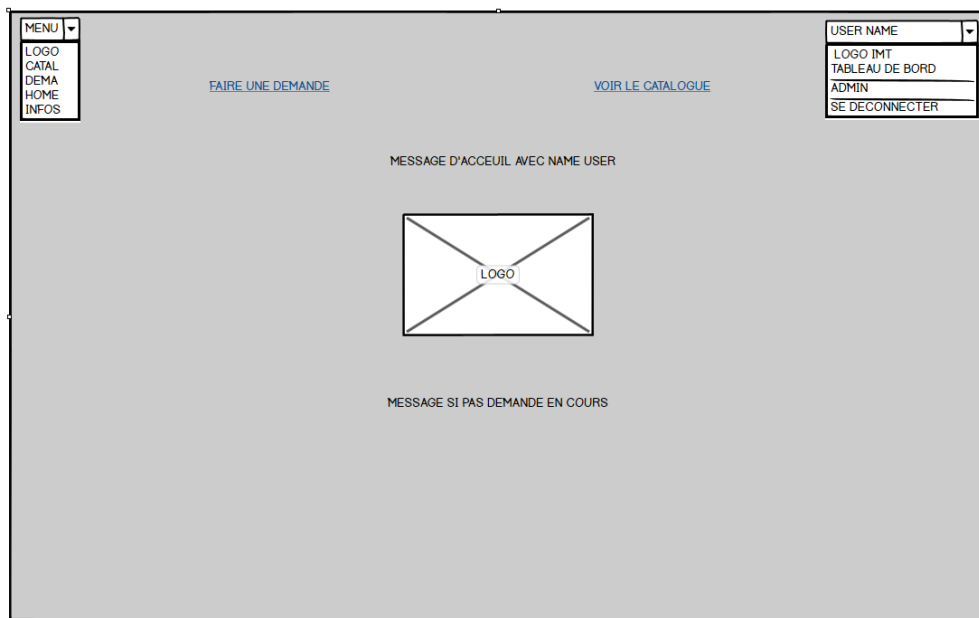 MENU
LOGO
CATAL
DEMA
HOME
INFOS
USER NAME
LOGO IMT
TABLEAU DE BORD
ADMIN
SE DECONNECTER
FAIRE UNE DEMANDE
VOIR LE CATALOGUE
MESSAGE D'ACCEUIL AVEC NAME USER
LOGO
MESSAGE SI PAS DEMANDE EN COURS